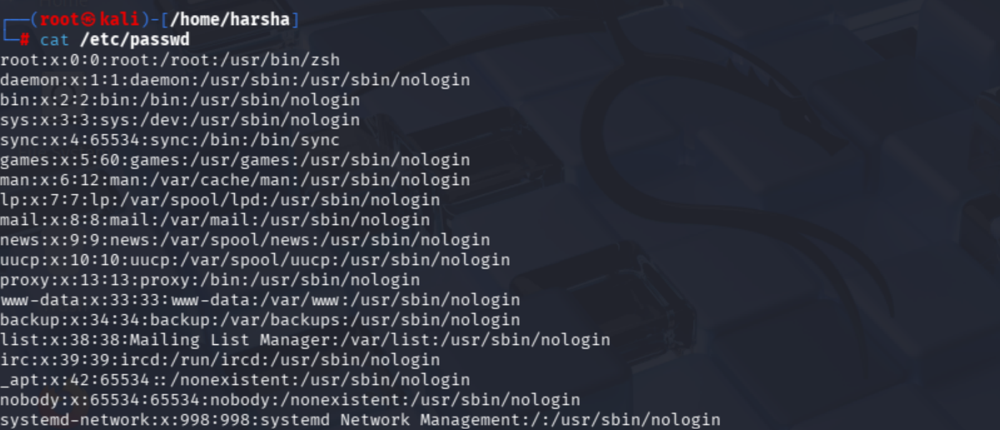 ┌──(root㉿kali)-[/home/harsha]
└─# cat /etc/passwd
root:x:0:0:root:/root:/usr/bin/zsh
daemon:x:1:1:daemon:/usr/sbin:/usr/sbin/nologin
bin:x:2:2:bin:/bin:/usr/sbin/nologin
sys:x:3:3:sys:/dev:/usr/sbin/nologin
sync:x:4:65534:sync:/bin:/bin/sync
games:x:5:60:games:/usr/games:/usr/sbin/nologin
man:x:6:12:man:/var/cache/man:/usr/sbin/nologin
lp:x:7:7:lp:/var/spool/lpd:/usr/sbin/nologin
mail:x:8:8:mail:/var/mail:/usr/sbin/nologin
news:x:9:9:news:/var/spool/news:/usr/sbin/nologin
uucp:x:10:10:uucp:/var/spool/uucp:/usr/sbin/nologin
proxy:x:13:13:proxy:/bin:/usr/sbin/nologin
www-data:x:33:33:www-data:/var/www:/usr/sbin/nologin
backup:x:34:34:backup:/var/backups:/usr/sbin/nologin
list:x:38:38:Mailing List Manager:/var/list:/usr/sbin/nologin
irc:x:39:39:ircd:/run/ircd:/usr/sbin/nologin
_apt:x:42:65534::/nonexistent:/usr/sbin/nologin
nobody:x:65534:65534:nobody:/nonexistent:/usr/sbin/nologin
systemd-network:x:998:998:systemd Network Management:/:/usr/sbin/nologin